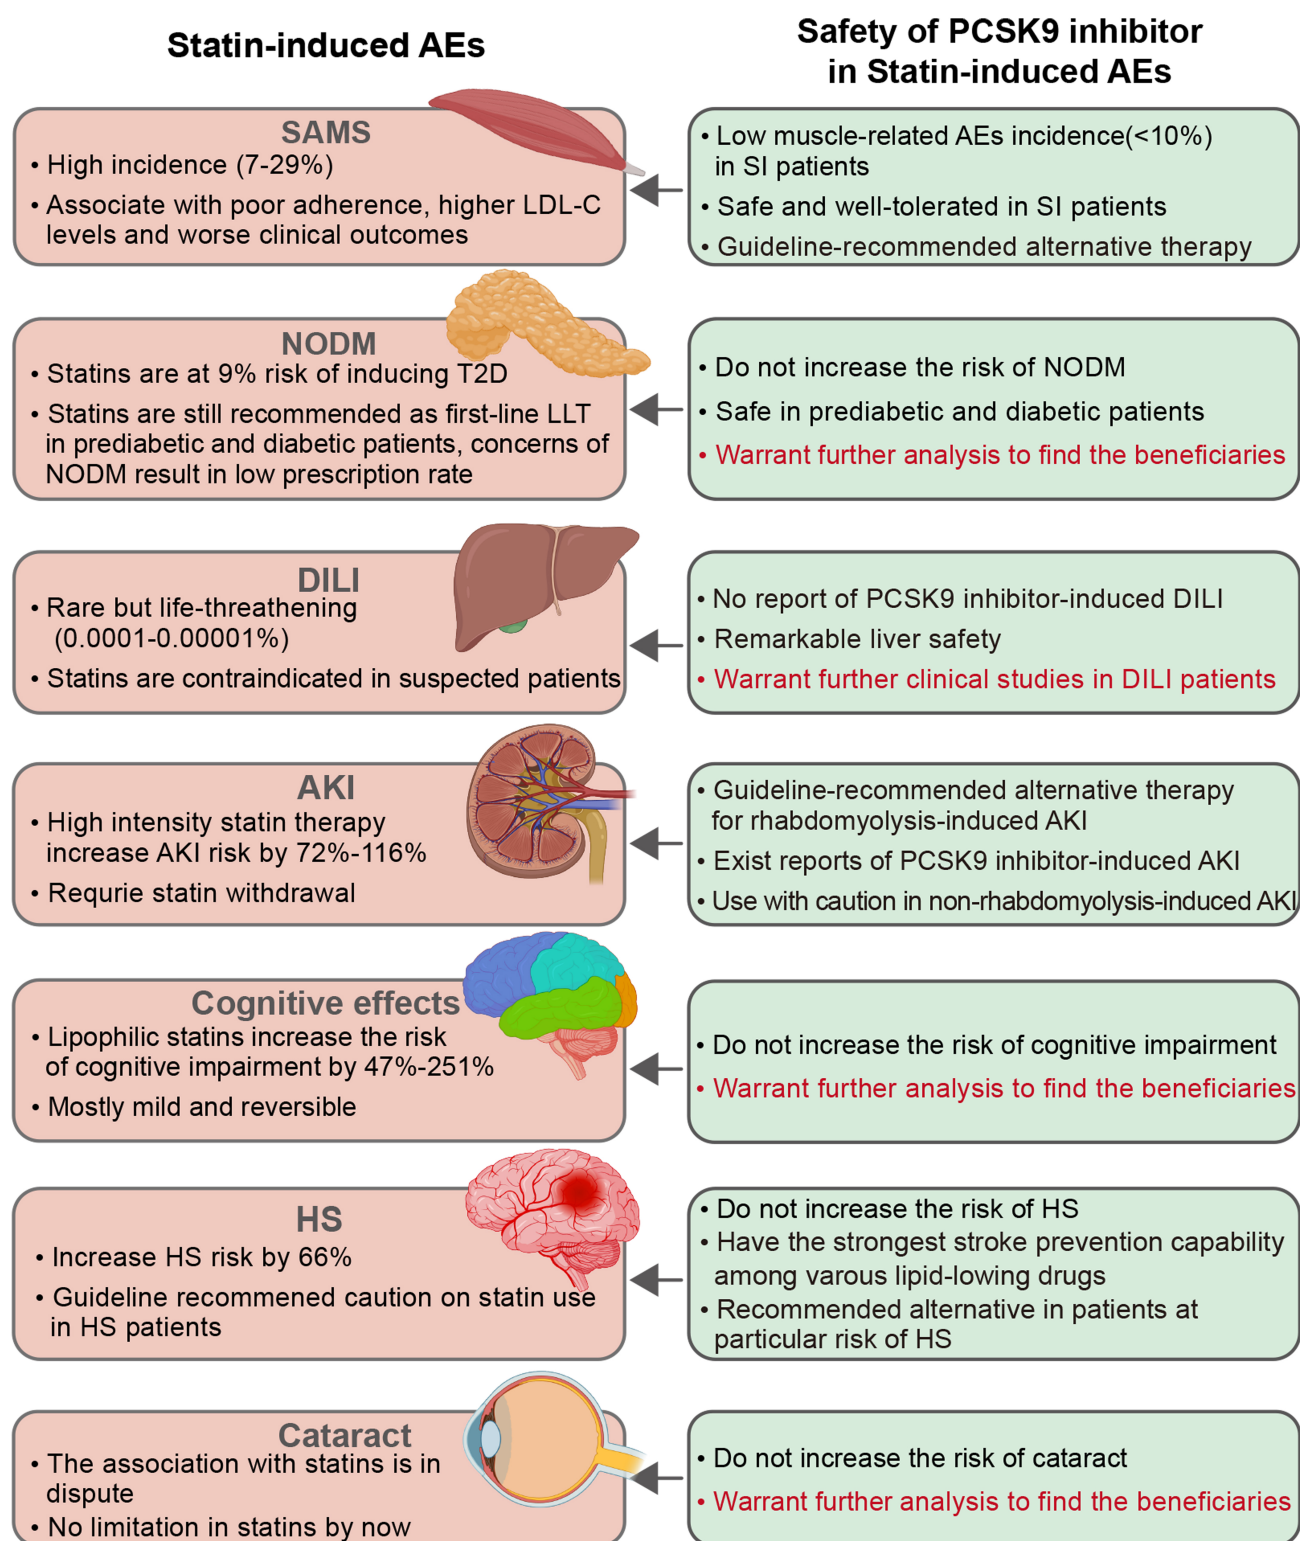 Statin-induced AEs
Safety of PCSK9 inhibitor
in Statin-induced AEs
SAMS
• High incidence (7-29%)
• Associate with poor adherence, higher LDL-C
levels and worse clinical outcomes
• Low muscle-related AEs incidence(<10%)
in SI patients
• Safe and well-tolerated in SI patients
• Guideline-recommended alternative therapy
NODM
• Statins are at 9% risk of inducing T2D
• Statins are still recommended as first-line LLT
in prediabetic and diabetic patients, concerns of
NODM result in low prescription rate
• Do not increase the risk of NODM
• Safe in prediabetic and diabetic patients
• Warrant further analysis to find the beneficiaries
DILI
• Rare but life-threathening
(0.0001-0.00001%)
• Statins are contraindicated in suspected patients
• No report of PCSK9 inhibitor-induced DILI
• Remarkable liver safety
• Warrant further clinical studies in DILI patients
AKI
• High intensity statin therapy
increase AKI risk by 72%-116%
• Requrie statin withdrawal
• Guideline-recommended alternative therapy
for rhabdomyolysis-induced AKI
• Exist reports of PCSK9 inhibitor-induced AKI
• Use with caution in non-rhabdomyolysis-induced AKI
Cognitive effects
• Lipophilic statins increase the risk
of cognitive impairment by 47%-251%
• Mostly mild and reversible
• Do not increase the risk of cognitive impairment
• Warrant further analysis to find the beneficiaries
HS
• Increase HS risk by 66%
• Guideline recommened caution on statin use
in HS patients
• Do not increase the risk of HS
• Have the strongest stroke prevention capability
among varous lipid-lowing drugs
• Recommended alternative in patients at
particular risk of HS
Cataract
• The association with statins is in
dispute
• No limitation in statins by now
• Do not increase the risk of cataract
• Warrant further analysis to find the beneficiaries